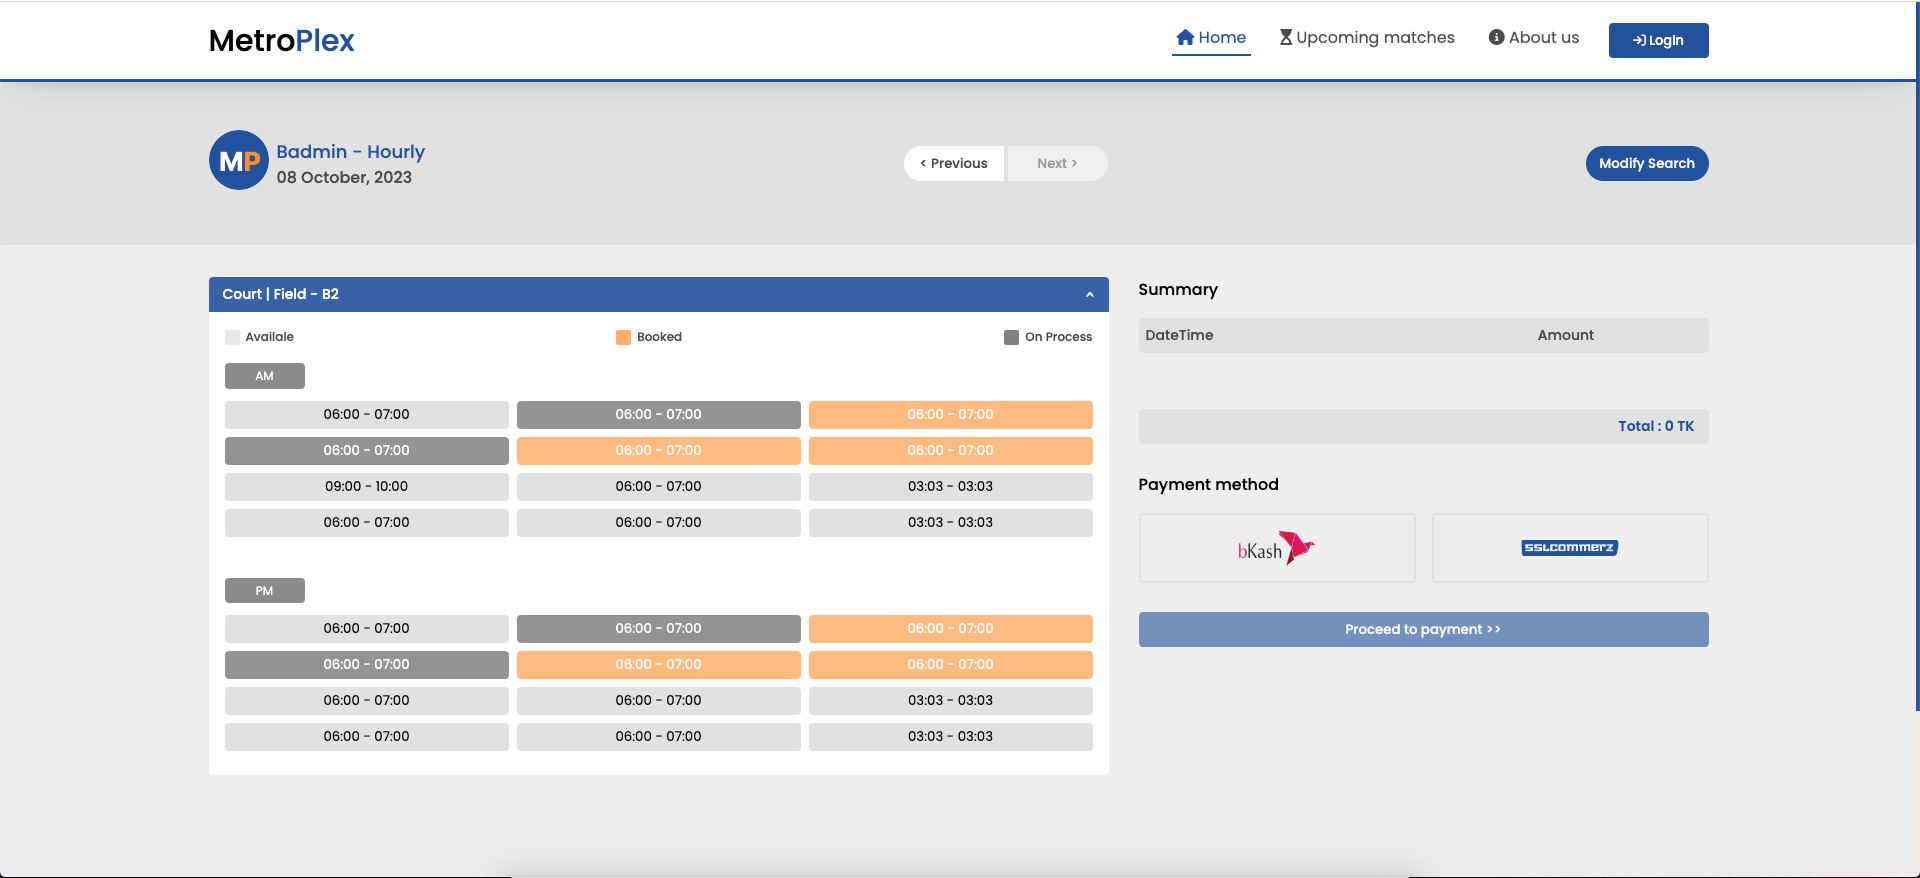 MetroPlex
Home
Upcoming matches
About us
Login
MP
Badmin - Hourly
08 October, 2023
< Previous
Next >
Modify Search
Court | Field - B2
Availale
Booked
On Process
AM
06:00 - 07:00
06:00 - 07:00
06:00 - 07:00
06:00 - 07:00
06:00 - 07:00
06:00 - 07:00
09:00 - 10:00
06:00 - 07:00
03:03 - 03:03
06:00 - 07:00
06:00 - 07:00
03:03 - 03:03
PM
06:00 - 07:00
06:00 - 07:00
06:00 - 07:00
06:00 - 07:00
06:00 - 07:00
06:00 - 07:00
06:00 - 07:00
06:00 - 07:00
03:03 - 03:03
06:00 - 07:00
06:00 - 07:00
03:03 - 03:03
Summary
DateTime
Amount
Total : 0 TK
Payment method
bKash
SSLCOMMERZ
Proceed to payment >>